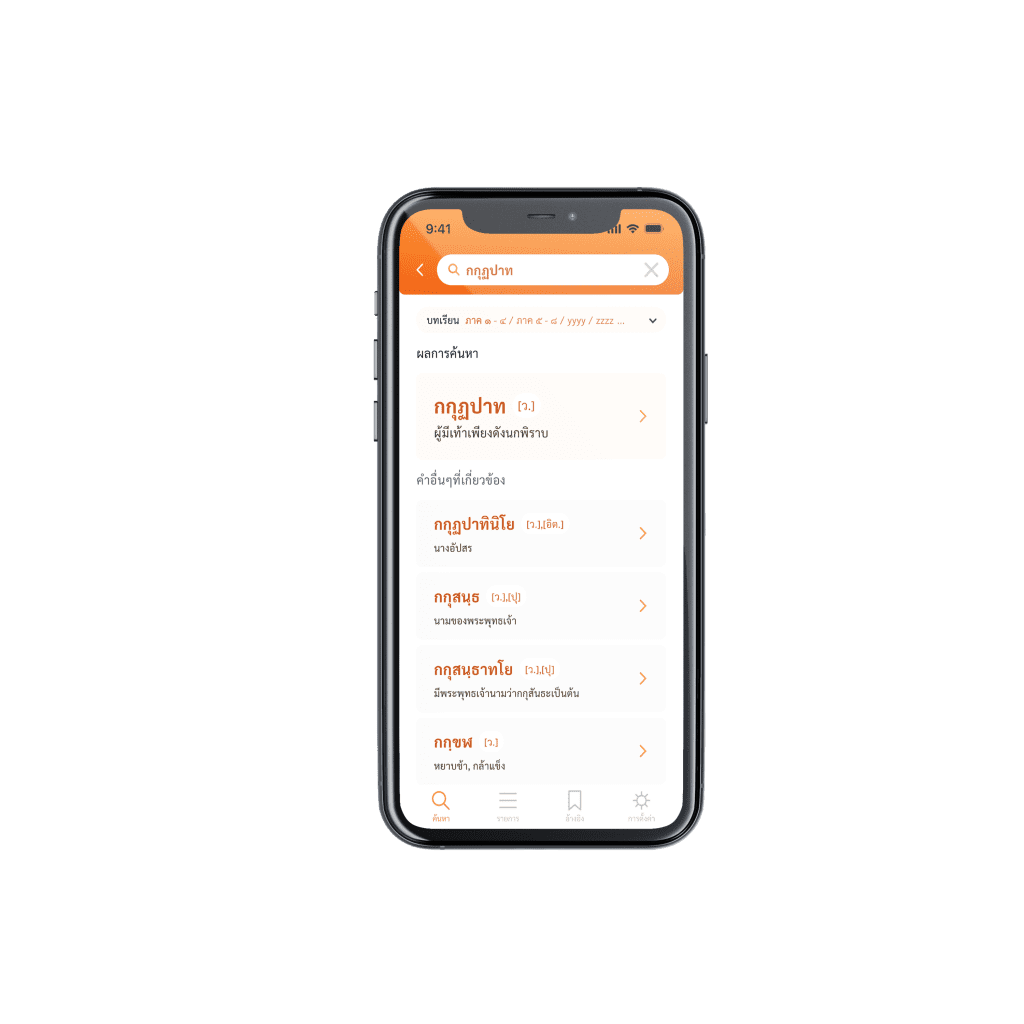 9:41
กกุฏปาท
บทเรียน ภาค ๑ - ๔ / ภาค ๕ - ๘ / yyyy / zzzz ...
ผลการค้นหา
กกุฏปาท [ว.]
ผู้มีเท้าเพียงดังนกพิราบ
คำอื่นๆที่เกี่ยวข้อง
กกุฏปาทินิโย [ว.],[อิต.]
นางอัปสร
กกุสนฺธ [ว.],[ปุ]
นามของพระพุทธเจ้า
กกุสนฺธาทโย [ว.],[ปุ]
มีพระพุทธเจ้านามว่ากกุสันธะเป็นต้น
กกฺขฬ [ว.]
หยาบช้า, กล้าแข็ง
ค้นหา รายการ อ้างอิง การตั้งค่า